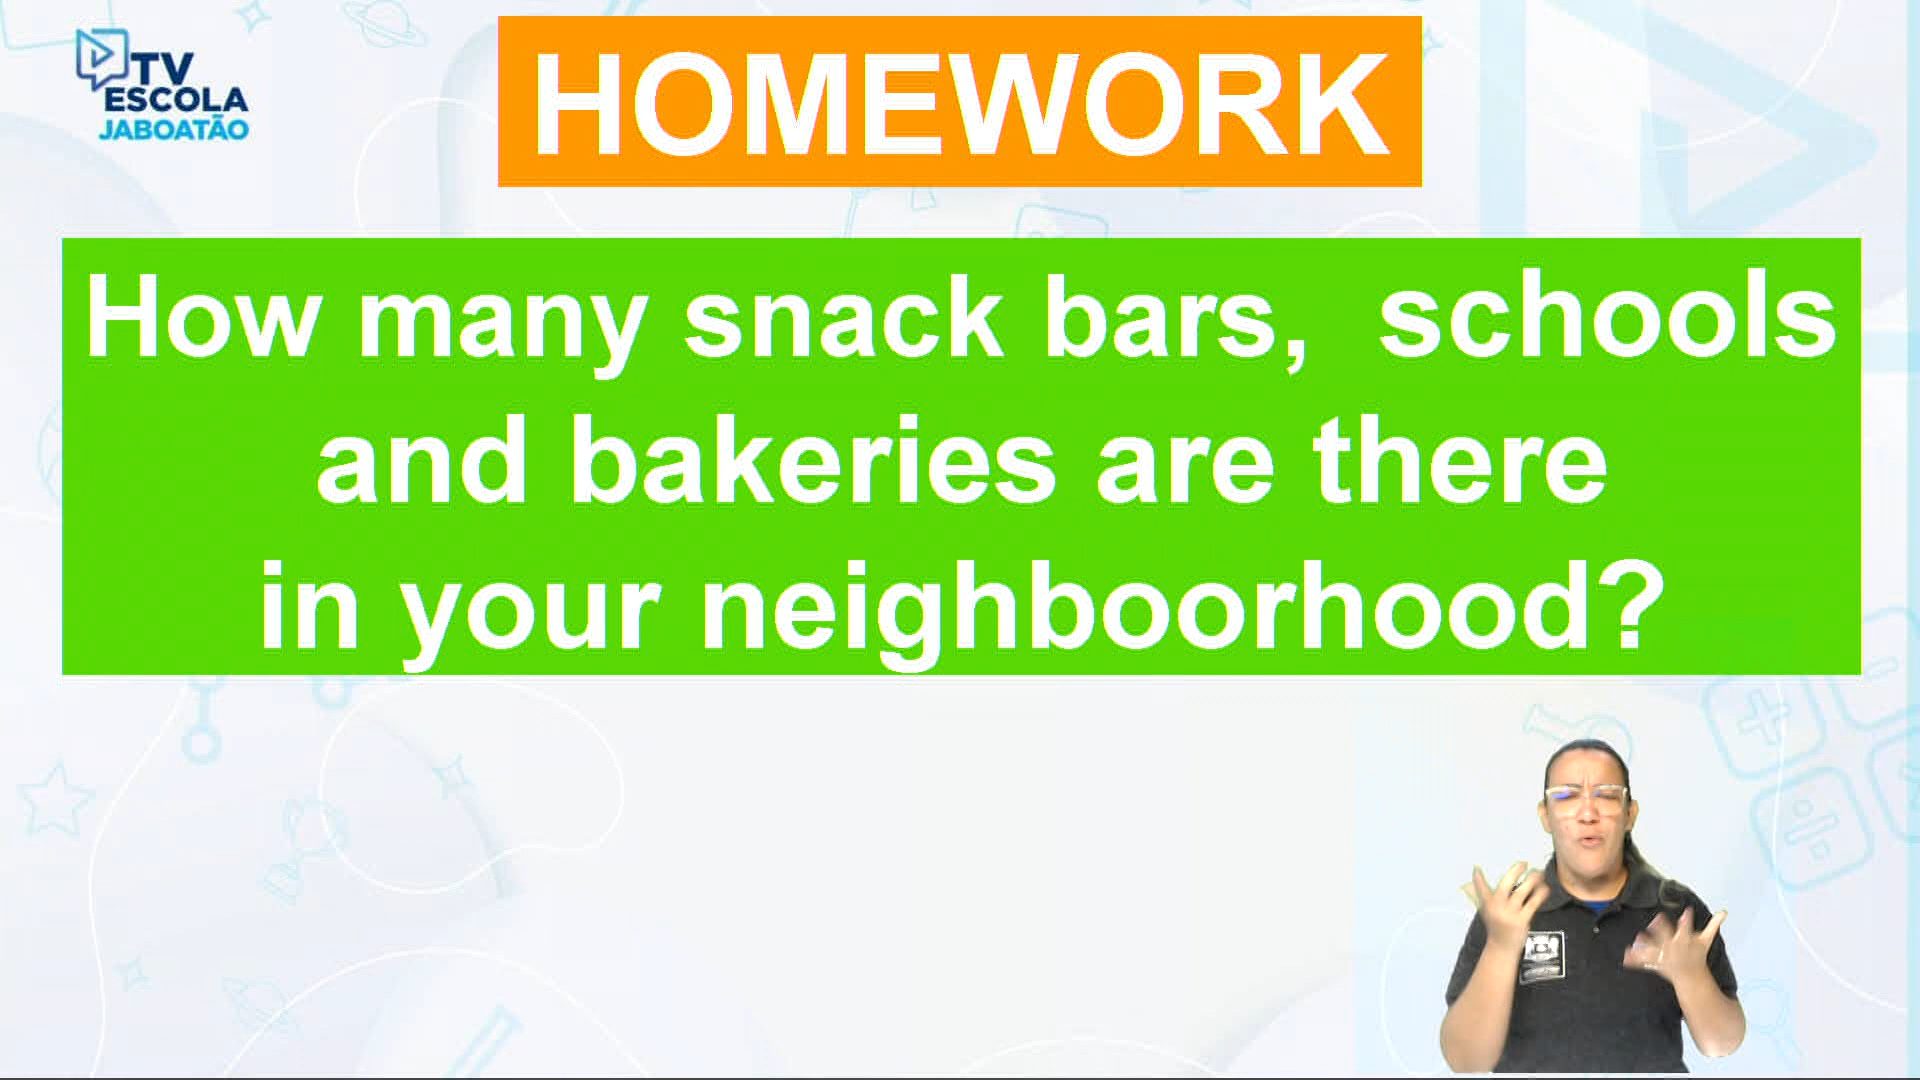 TV
ESCOLA
JABOATÃO
HOMEWORK
How many snack bars, schools
and bakeries are there
in your neighboorhood?